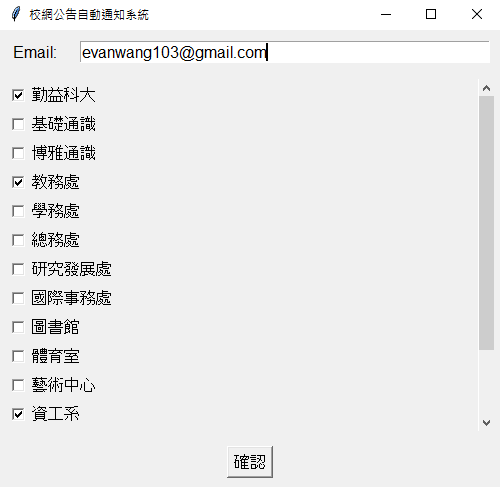 校網公告自動通知系統
Email: evanwang103@gmail.com
勤益科大
基礎通識
博雅通識
教務處
學務處
總務處
研究發展處
國際事務處
圖書館
體育室
藝術中心
資工系
確認